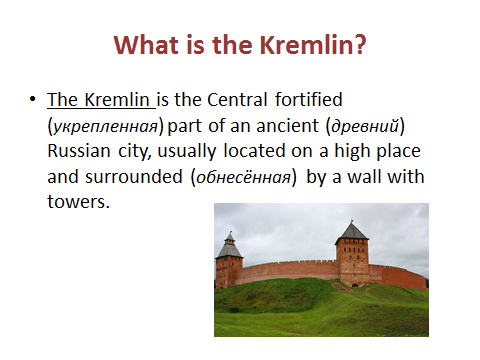 What is the Kremlin?
• The Kremlin is the Central fortified
(укрепленная) part of an ancient (древний)
Russian city, usually located on a high place
and surrounded (обнесённая) by a wall with
towers.